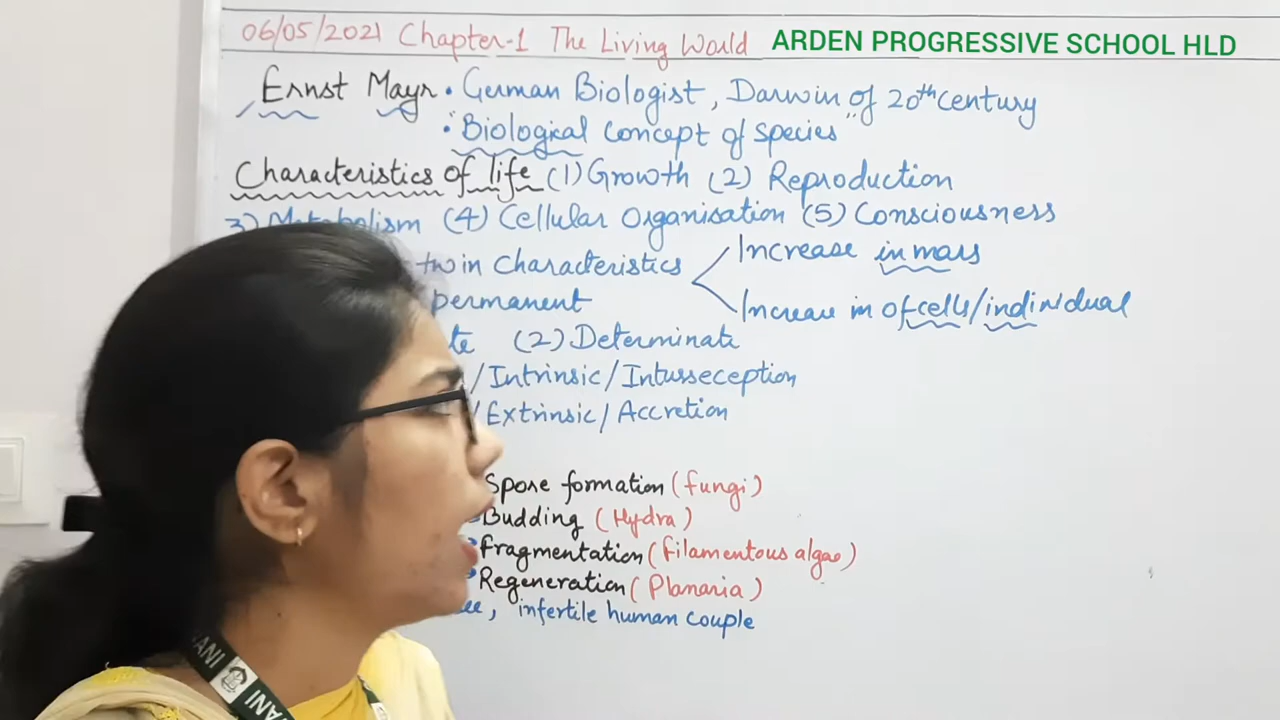 06/05/2021 Chapter-1 The Living World ARDEN PROGRESSIVE SCHOOL HLD
Ernst Mayr • German Biologist, Darwin of 20th century
• "Biological concept of species"
Characteristics of life (1) Growth (2) Reproduction
3) Metabolism (4) Cellular Organisation (5) Consciousness
twin characteristics Increase in mass
permanent Increase in of cells/individual
(2) Determinate
/Intrinsic/Intusseception
/Extrinsic/Accretion
Spore formation (fungi)
Budding (Hydra)
Fragmentation (filamentous algae)
Regeneration (Planaria)
, infertile human couple